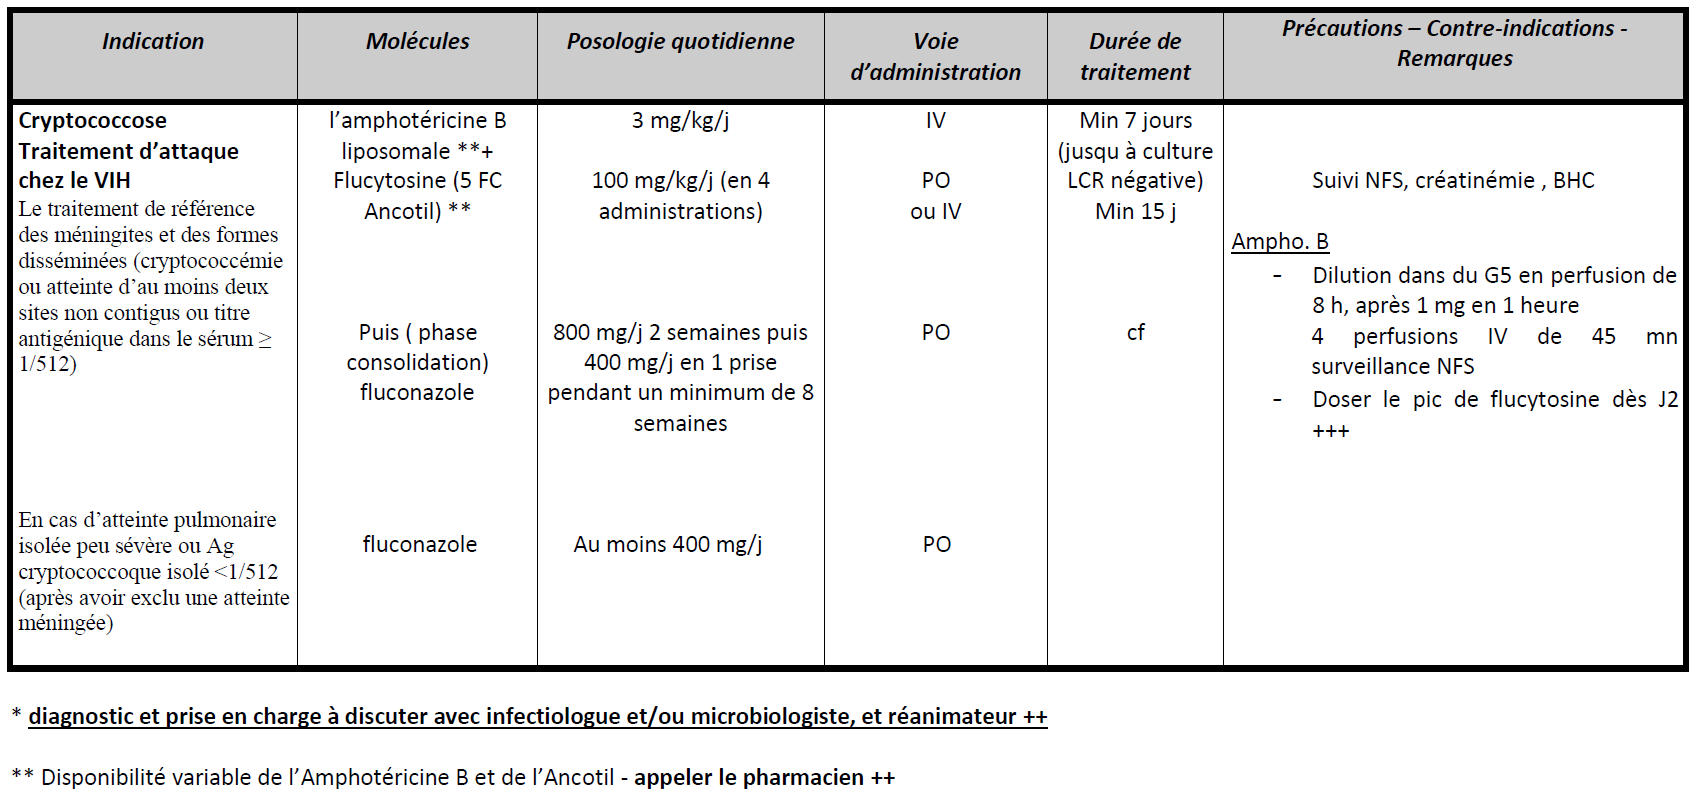 Indication
Molécules
Posologie quotidienne
Voie
d’administration
Durée de
traitement
Précautions – Contre-indications -
Remarques
Cryptococcose
Traitement d’attaque
chez le VIH
Le traitement de référence
des méningites et des formes
disséminées (cryptococcémie
ou atteinte d’au moins deux
sites non contigus ou titre
antigénique dans le sérum ≥
1/512)
l’amphotéricine B
liposomale **+
Flucytosine (5 FC
Ancotil) **
3 mg/kg/j
100 mg/kg/j (en 4
administrations)
IV
PO
ou IV
Min 7 jours
(jusqu à culture
LCR négative)
Min 15 j
Suivi NFS, créatinémie , BHC
Ampho. B
- Dilution dans du G5 en perfusion de
8 h, après 1 mg en 1 heure
4 perfusions IV de 45 mn
surveillance NFS
- Doser le pic de flucytosine dès J2
+++
Puis ( phase
consolidation)
fluconazole
800 mg/j 2 semaines puis
400 mg/j en 1 prise
pendant un minimum de 8
semaines
PO
cf
En cas d’atteinte pulmonaire
isolée peu sévère ou Ag
cryptococcoque isolé <1/512
(après avoir exclu une atteinte
méningée)
fluconazole
Au moins 400 mg/j
PO
* diagnostic et prise en charge à discuter avec infectiologue et/ou microbiologiste, et réanimateur ++
** Disponibilité variable de l’Amphotéricine B et de l’Ancotil - appeler le pharmacien ++